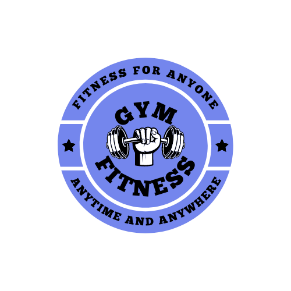 FITNESS FOR ANYONE
GYM
FITNESS
ANYTIME AND ANYWHERE